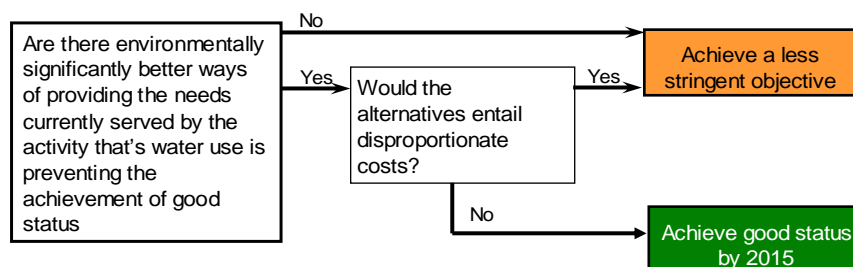 Are there environmentally
significantly better ways
of providing the needs
currently served by the
activity that's water use is
preventing the
achievement of good
status
No
Yes
Would the
alternatives entail
disproportionate
costs?
Yes
Achieve a less
stringent objective
No
Achieve good status
by 2015